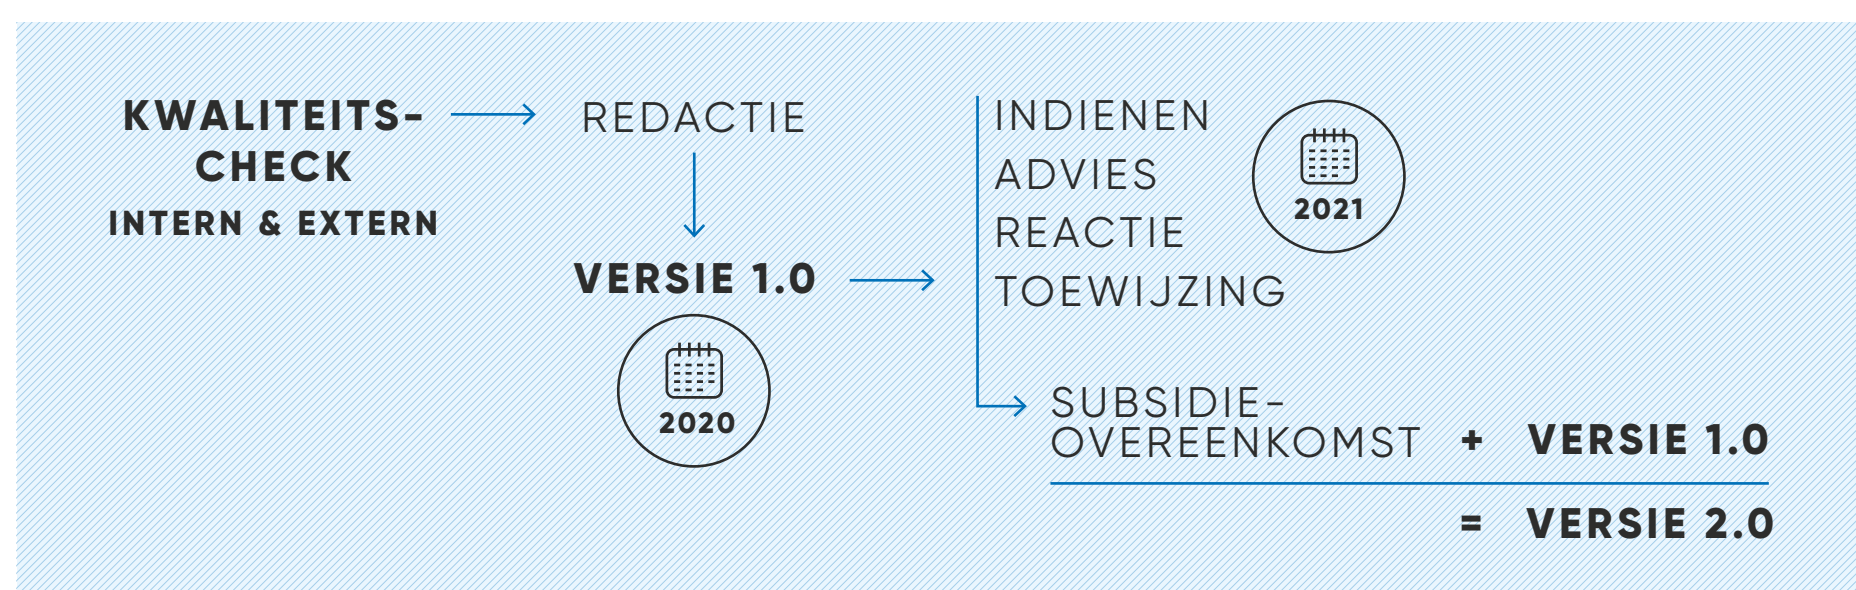 KWALITEITS-
CHECK
INTERN & EXTERN
REDACTIE
VERSIE 1.0
2020
INDIENEN
ADVIES
REACTIE
TOEWIJZING
2021
SUBSIDIE-
OVEREENKOMST + VERSIE 1.0
= VERSIE 2.0